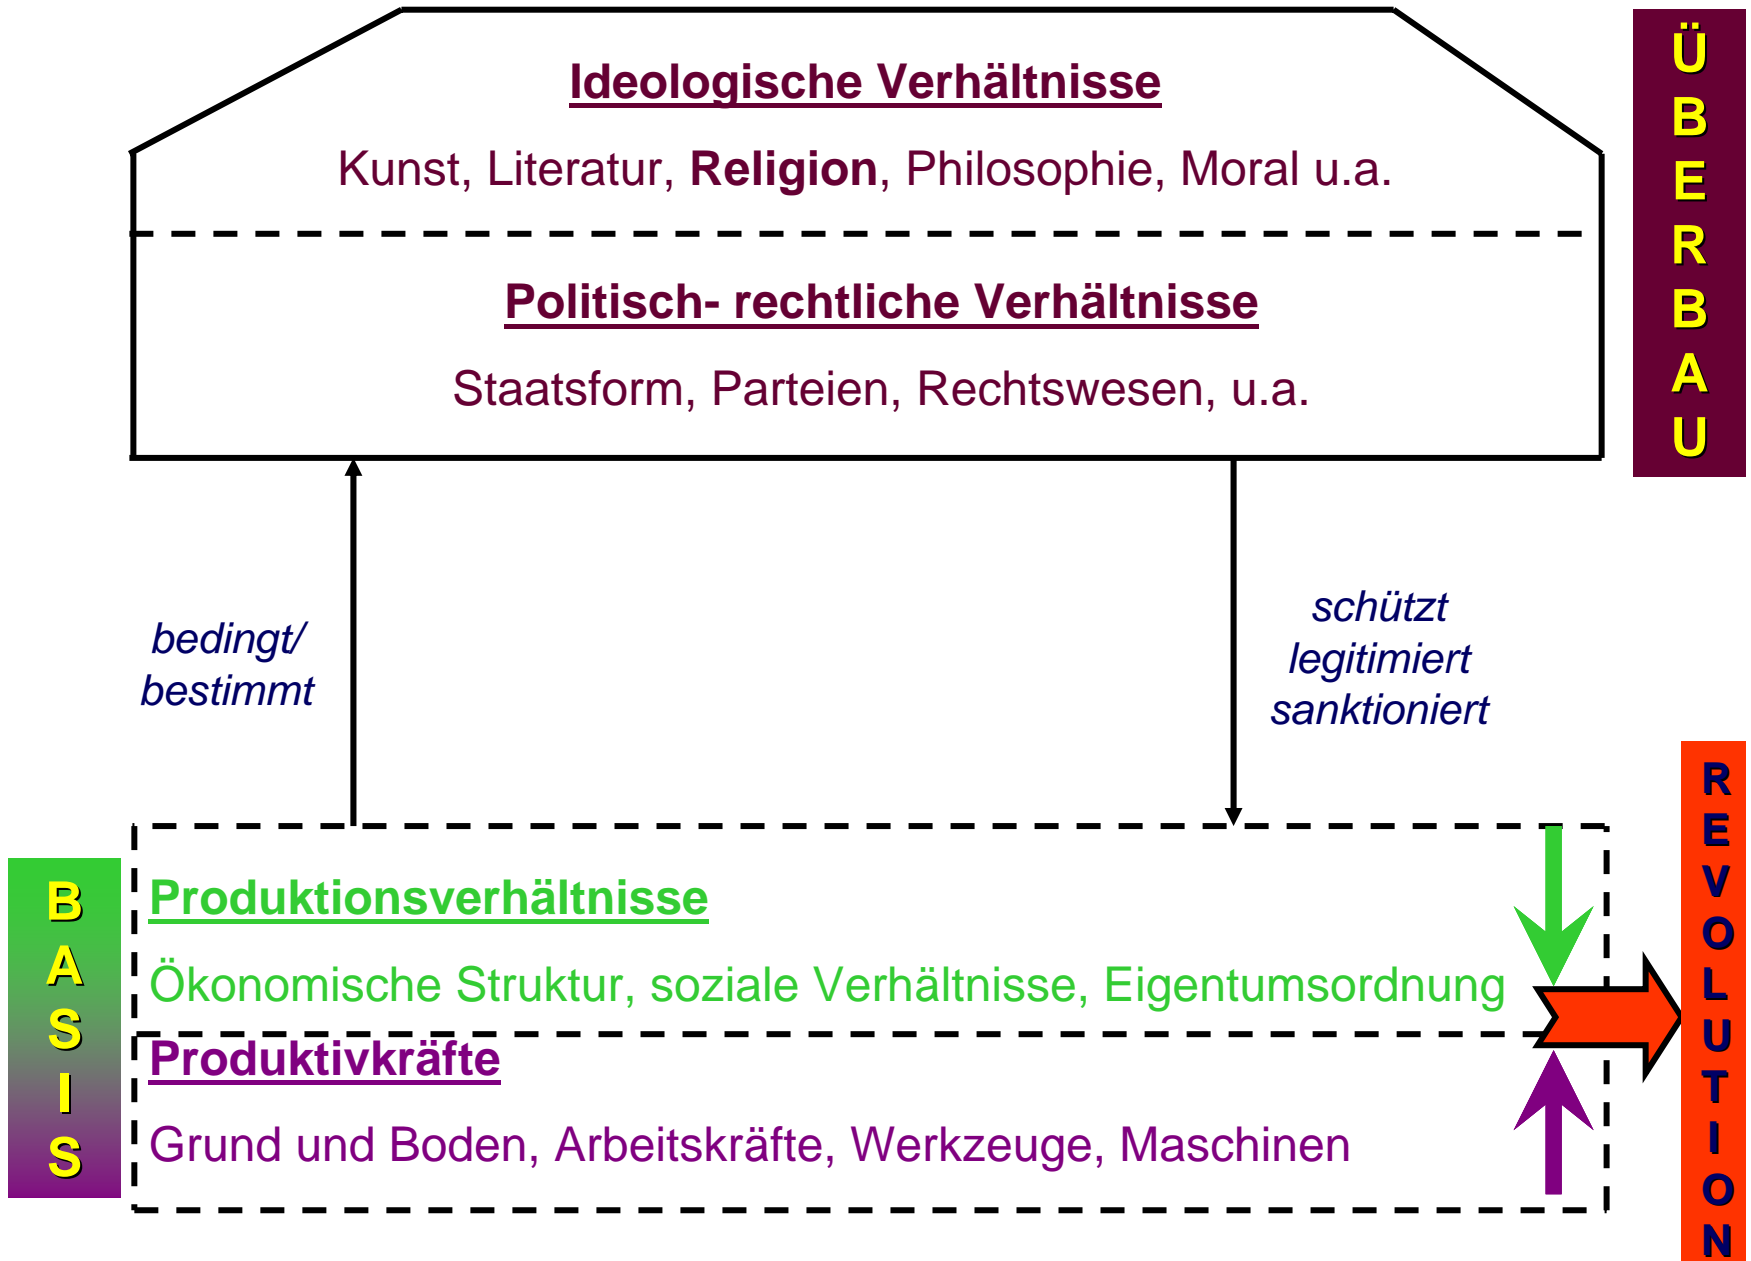 Ideologische Verhältnisse
Kunst, Literatur, Religion, Philosophie, Moral u.a.
Politisch- rechtliche Verhältnisse
Staatsform, Parteien, Rechtswesen, u.a.
ÜBERBAU
bedingt/
bestimmt
schützt
legitimiert
sanktioniert
BASIS
Produktionsverhältnisse
Ökonomische Struktur, soziale Verhältnisse, Eigentumsordnung
Produktivkräfte
Grund und Boden, Arbeitskräfte, Werkzeuge, Maschinen
REVOLUTION